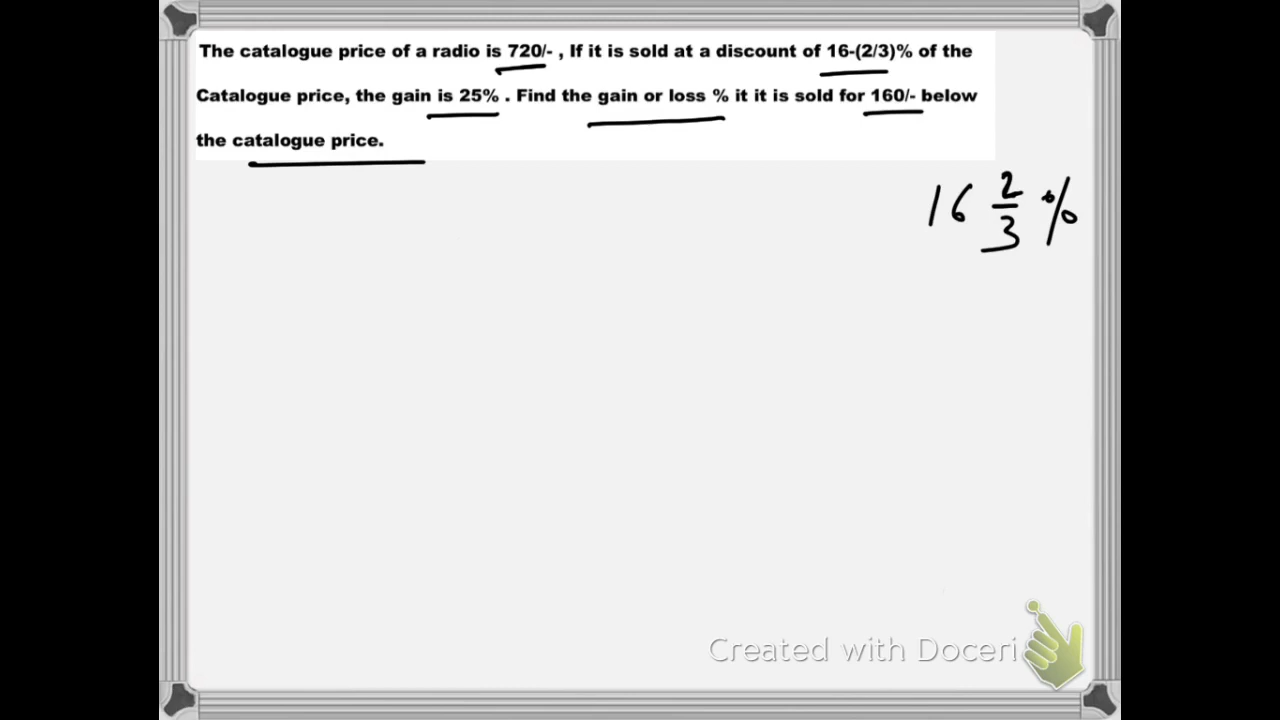 The catalogue price of a radio is 720/- , If it is sold at a discount of 16-(2/3)% of the
Catalogue price, the gain is 25% . Find the gain or loss % it it is sold for 160/- below
the catalogue price.
16 2/3 %
Created with Doceri